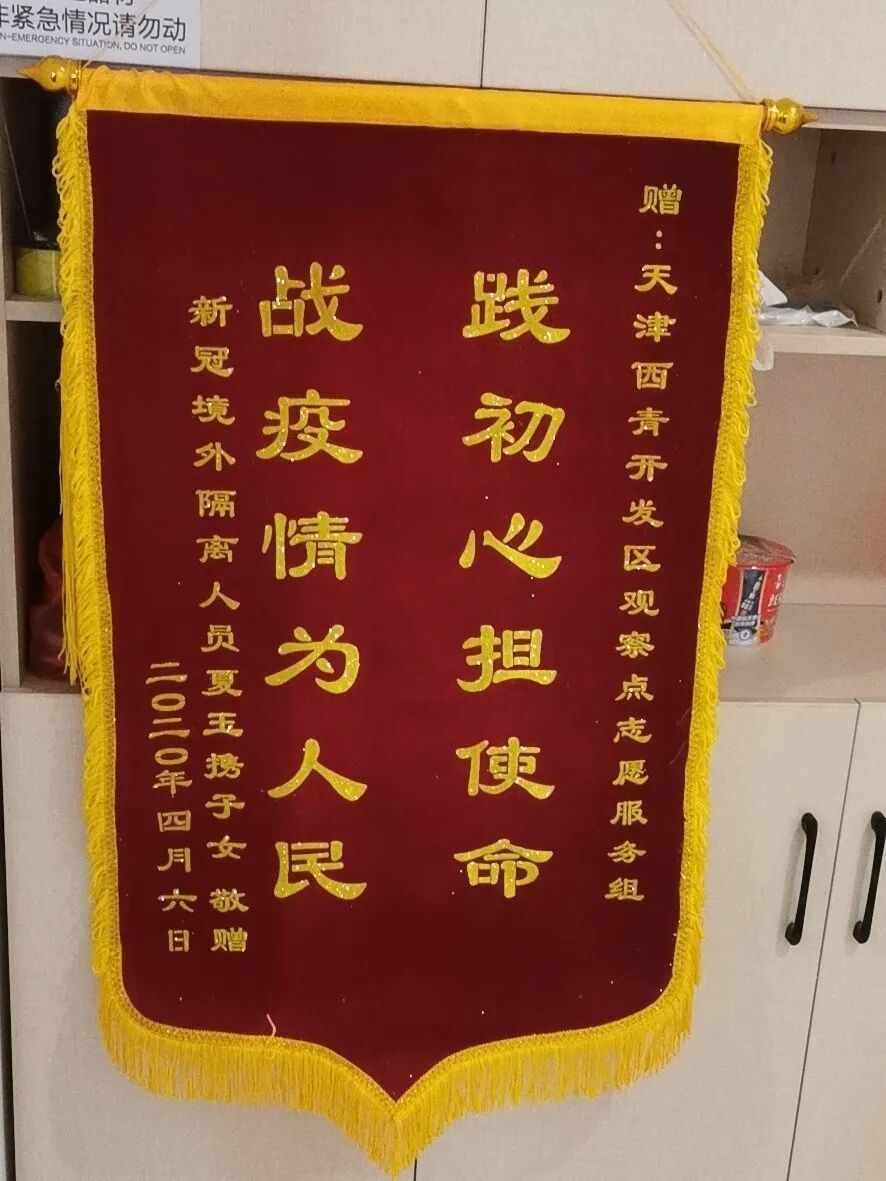 非紧急情况请勿动
N-EMERGENCY SITUATION, DO NOT OPEN
赠：天津西青开发区观察点志愿服务组
践初心担使命
战疫情为人民
新冠境外隔离人员夏玉携子女 敬赠
二〇二〇年四月六日